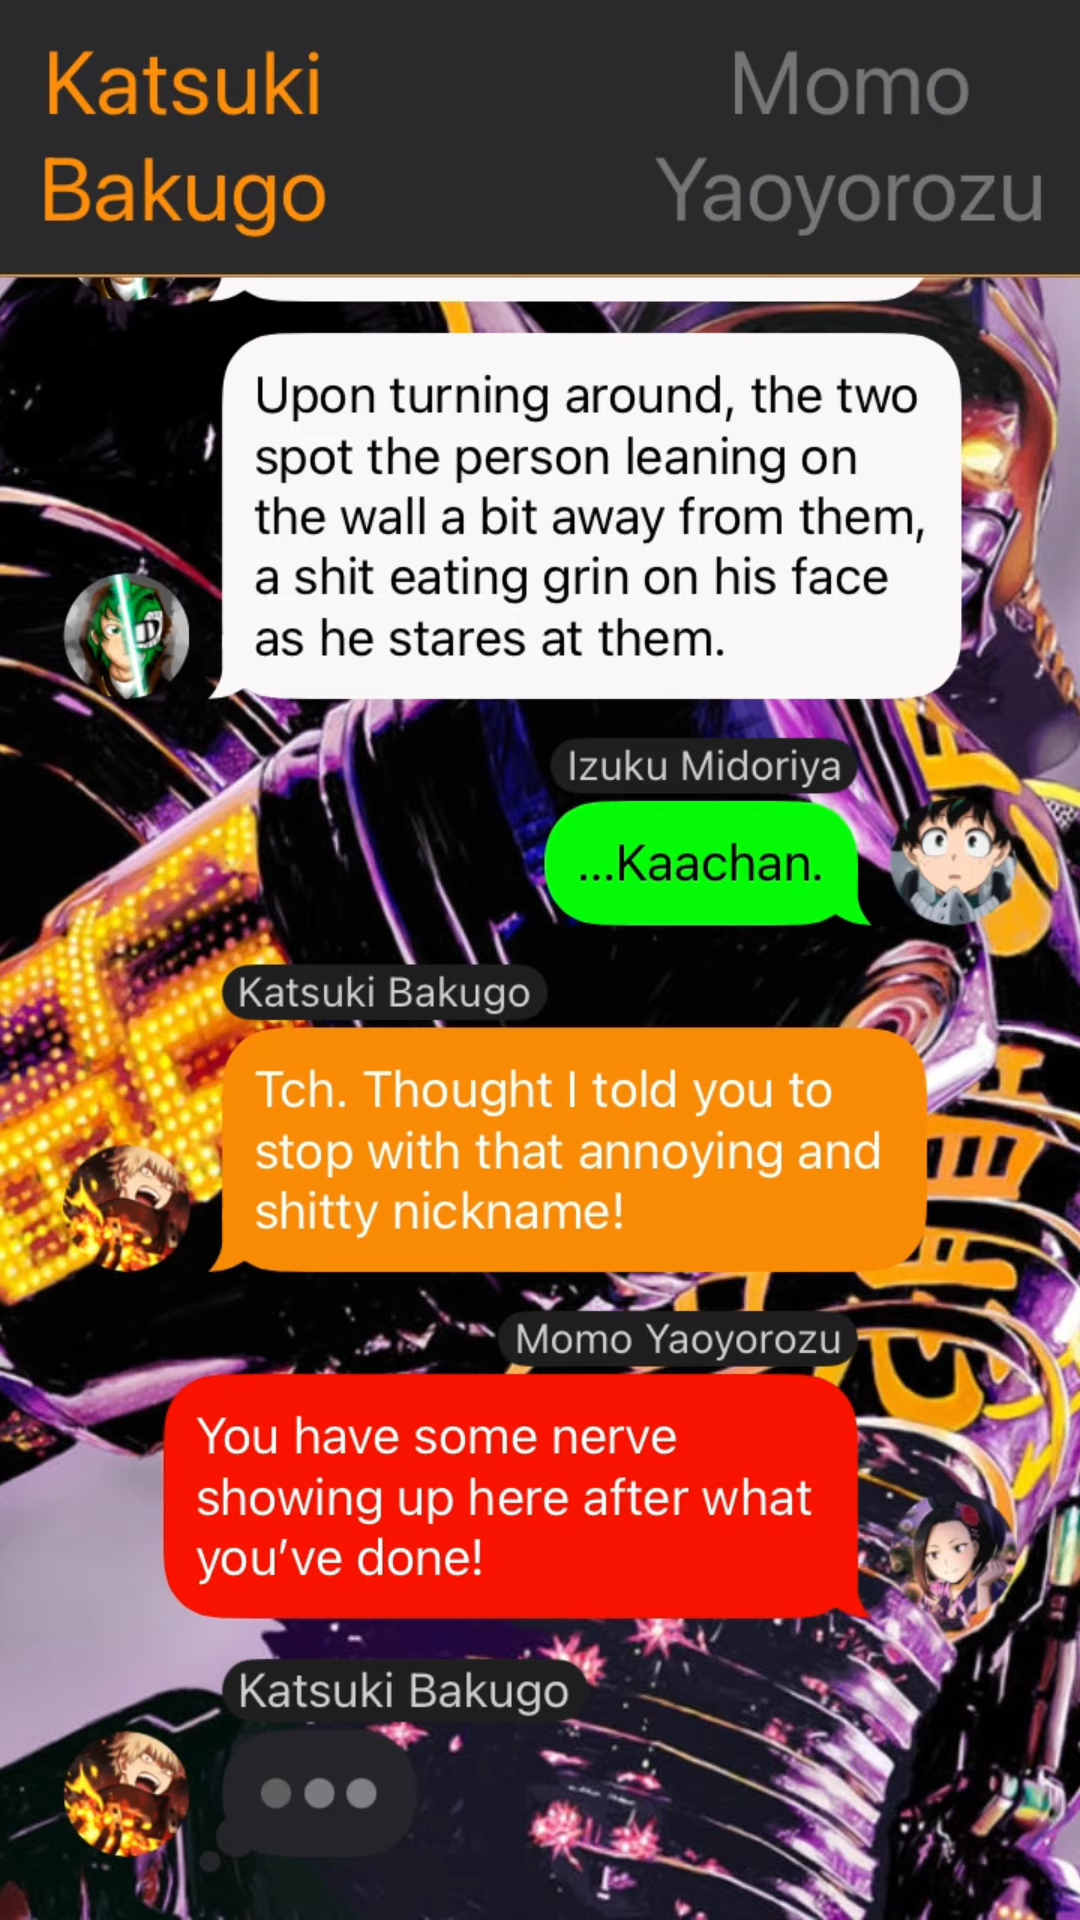 Katsuki
Bakugo
Momo
Yaoyorozu
Upon turning around, the two
spot the person leaning on
the wall a bit away from them,
a shit eating grin on his face
as he stares at them.
Izuku Midoriya
...Kaachan.
Katsuki Bakugo
Tch. Thought I told you to
stop with that annoying and
shitty nickname!
Momo Yaoyorozu
You have some nerve
showing up here after what
you’ve done!
Katsuki Bakugo